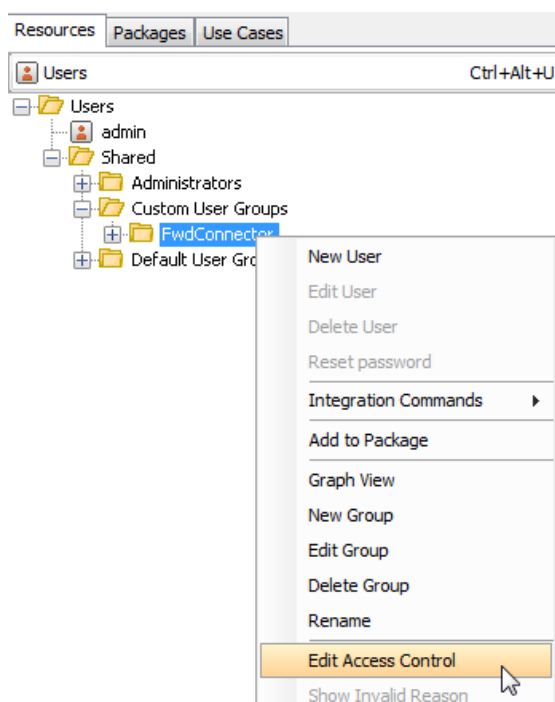 Resources Packages Use Cases
Users Ctrl+Alt+U
Users
admin
Shared
Administrators
Custom User Groups
FwdConnector
Default User Gro
New User
Edit User
Delete User
Reset password
Integration Commands
Add to Package
Graph View
New Group
Edit Group
Delete Group
Rename
Edit Access Control
Show Invalid Reason